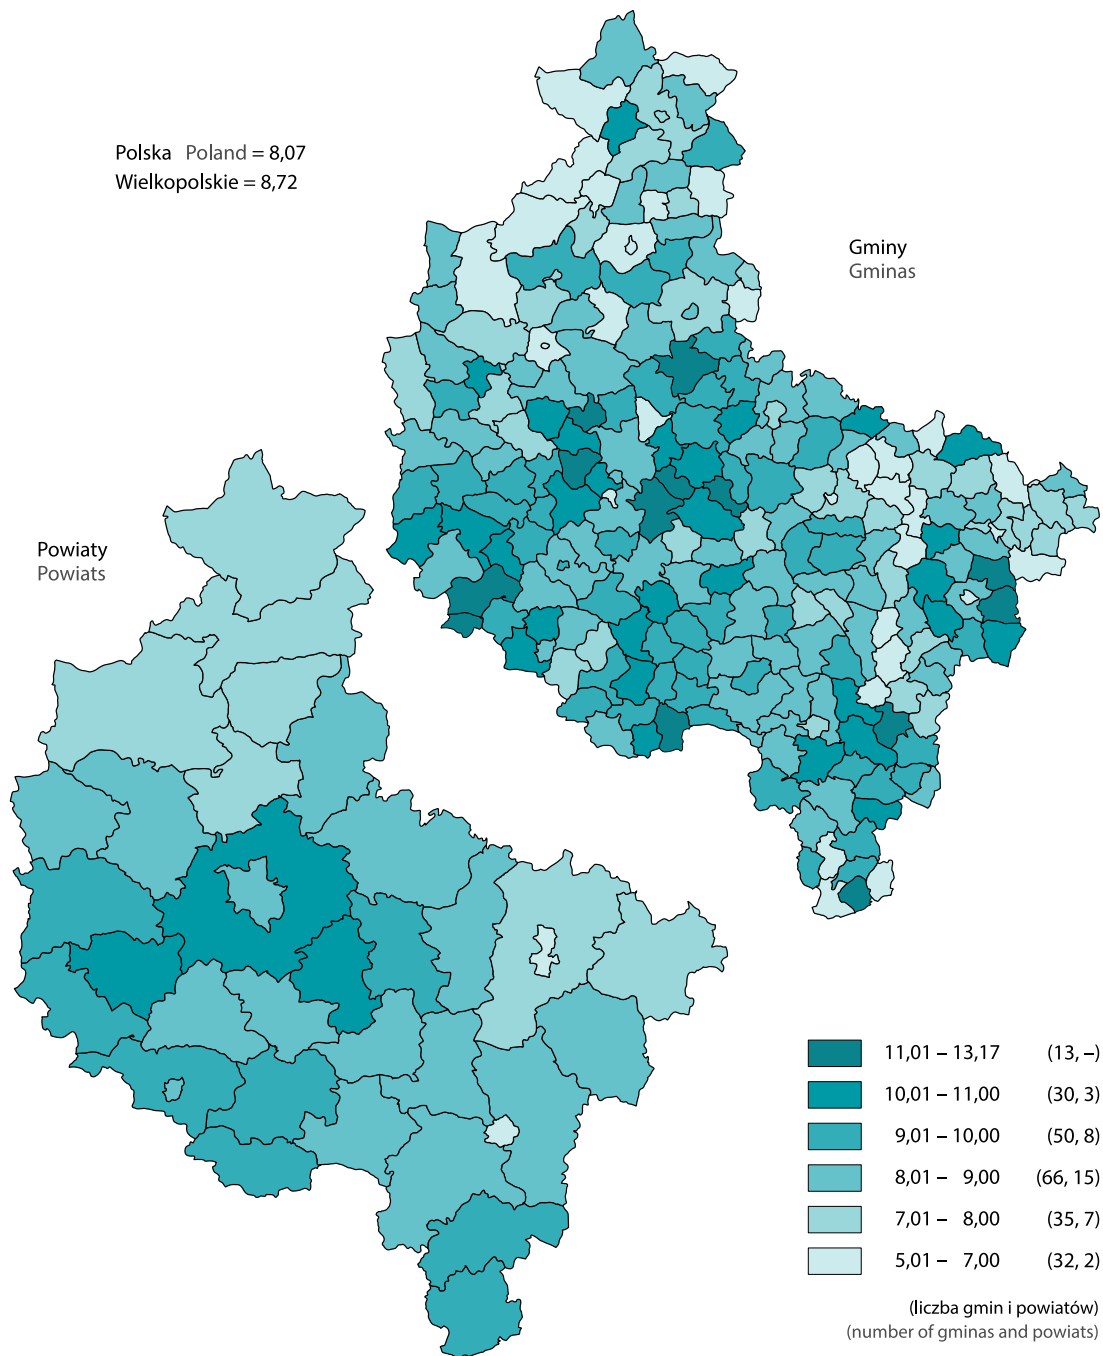 Polska Poland = 8,07
Wielkopolskie = 8,72
Gminy
Gminas
Powiaty
Powiats
11,01 – 13,17 (13, –)
10,01 – 11,00 (30, 3)
9,01 – 10,00 (50, 8)
8,01 – 9,00 (66, 15)
7,01 – 8,00 (35, 7)
5,01 – 7,00 (32, 2)
(liczba gmin i powiatów)
(number of gminas and powiats)